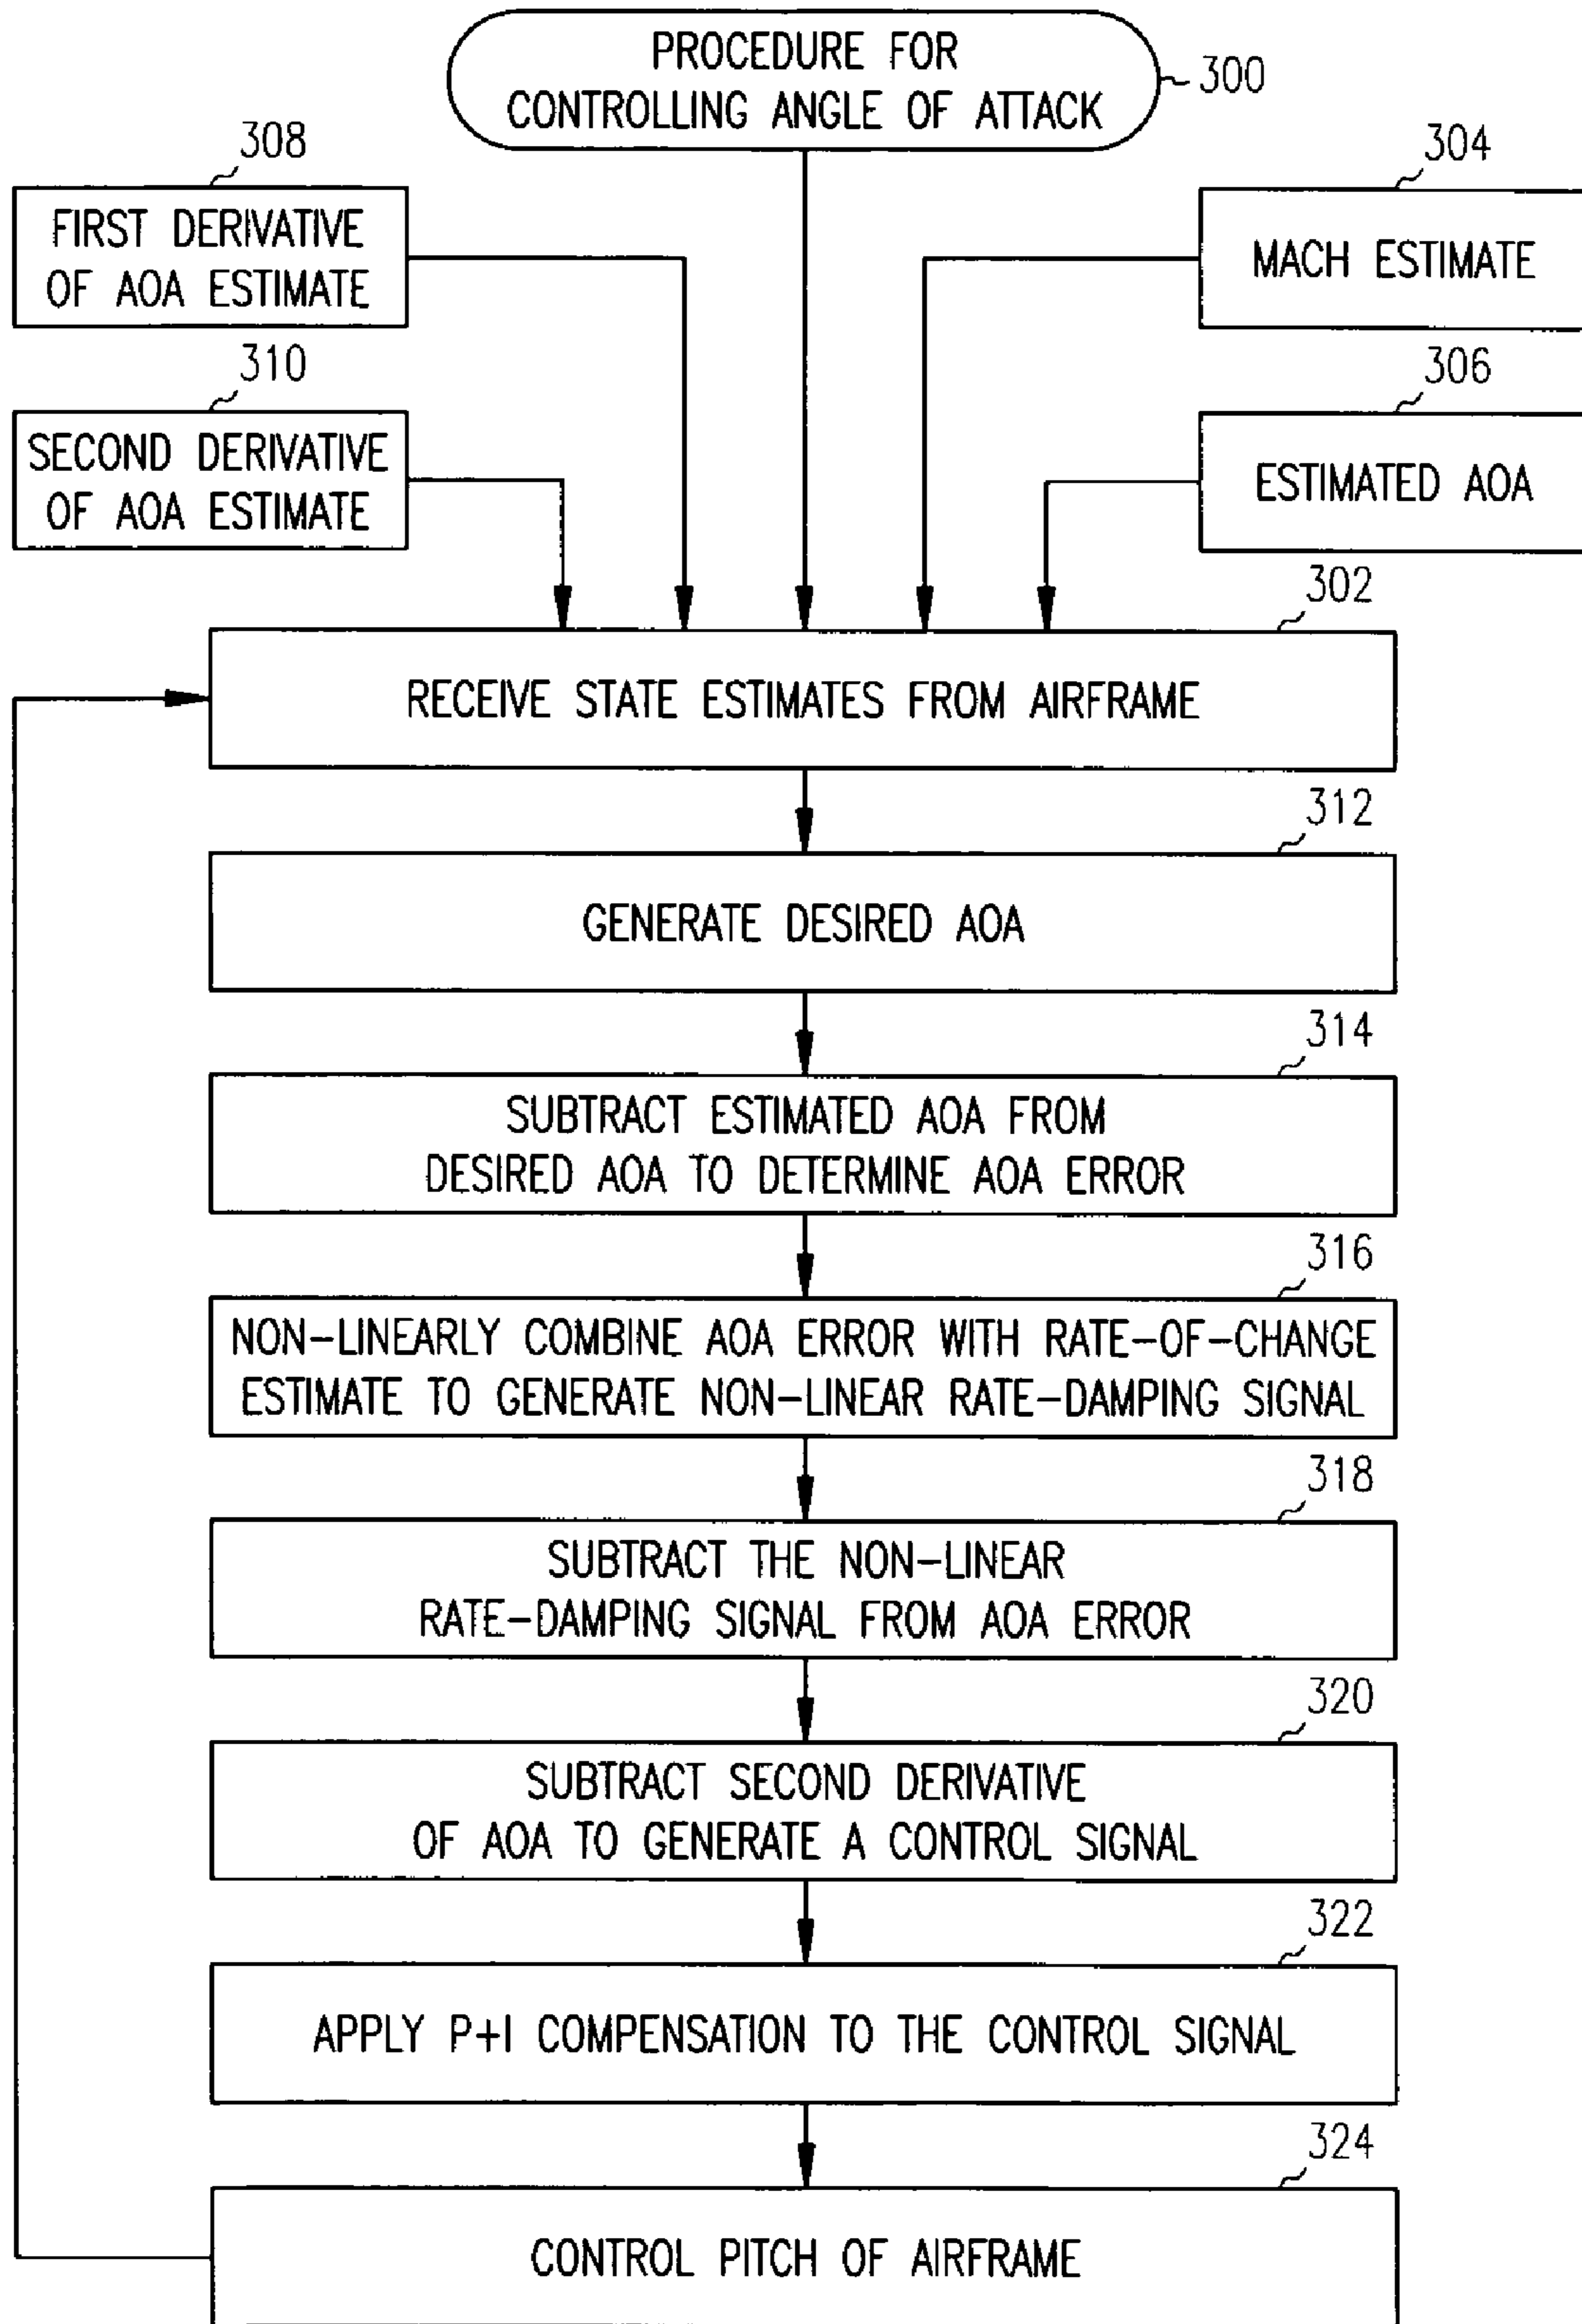 PROCEDURE FOR
CONTROLLING ANGLE OF ATTACK
300
308
FIRST DERIVATIVE
OF AOA ESTIMATE
304
MACH ESTIMATE
310
SECOND DERIVATIVE
OF AOA ESTIMATE
306
ESTIMATED AOA
302
RECEIVE STATE ESTIMATES FROM AIRFRAME
312
GENERATE DESIRED AOA
314
SUBTRACT ESTIMATED AOA FROM
DESIRED AOA TO DETERMINE AOA ERROR
316
NON-LINEARLY COMBINE AOA ERROR WITH RATE-OF-CHANGE
ESTIMATE TO GENERATE NON-LINEAR RATE-DAMPING SIGNAL
318
SUBTRACT THE NON-LINEAR
RATE-DAMPING SIGNAL FROM AOA ERROR
320
SUBTRACT SECOND DERIVATIVE
OF AOA TO GENERATE A CONTROL SIGNAL
322
APPLY P+I COMPENSATION TO THE CONTROL SIGNAL
324
CONTROL PITCH OF AIRFRAME